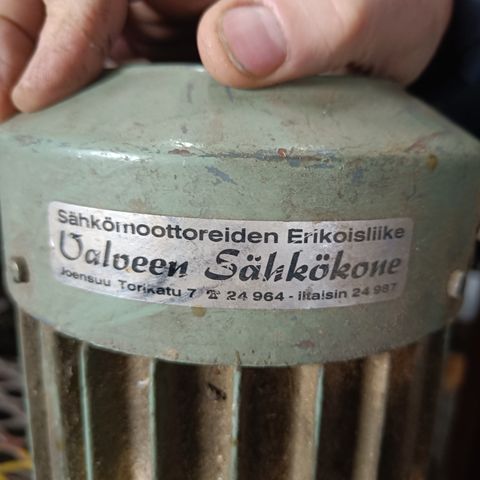 Sähkömoottoreiden Erikoisliike
Valveen Sähkökone
Joensuu Torikatu 7 ☎ 24 964 - iltaisin 24 987